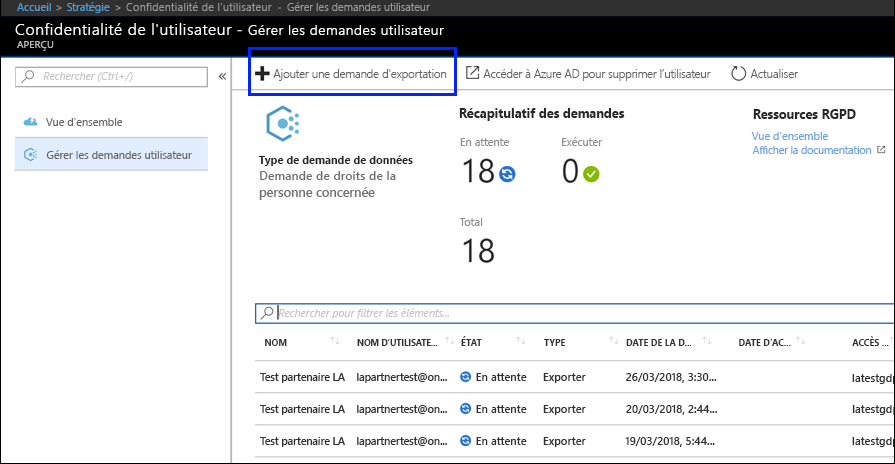 Accueil > Stratégie > Confidentialité de l'utilisateur - Gérer les demandes utilisateur
Confidentialité de l'utilisateur - Gérer les demandes utilisateur
APERÇU
Rechercher (Ctrl+/)
«
Vue d'ensemble
Gérer les demandes utilisateur
Ajouter une demande d'exportation
Accéder à Azure AD pour supprimer l'utilisateur
Actualiser
Type de demande de données
Demande de droits de la
personne concernée
Récapitulatif des demandes
En attente Exécuter
18 0
Total
18
Ressources RGPD
Vue d'ensemble
Afficher la documentation
Rechercher pour filtrer les éléments...
NOM NOM D'UTILISATE... ÉTAT TYPE DATE DE LA D... DATE D'AC... ACCÈS ...
Test partenaire LA lapartnertest@on... En attente Exporter 26/03/2018, 3:30... latestgdp
Test partenaire LA lapartnertest@on... En attente Exporter 20/03/2018, 2:44... latestgdp
Test partenaire LA lapartnertest@on... En attente Exporter 19/03/2018, 5:44... latestgdp